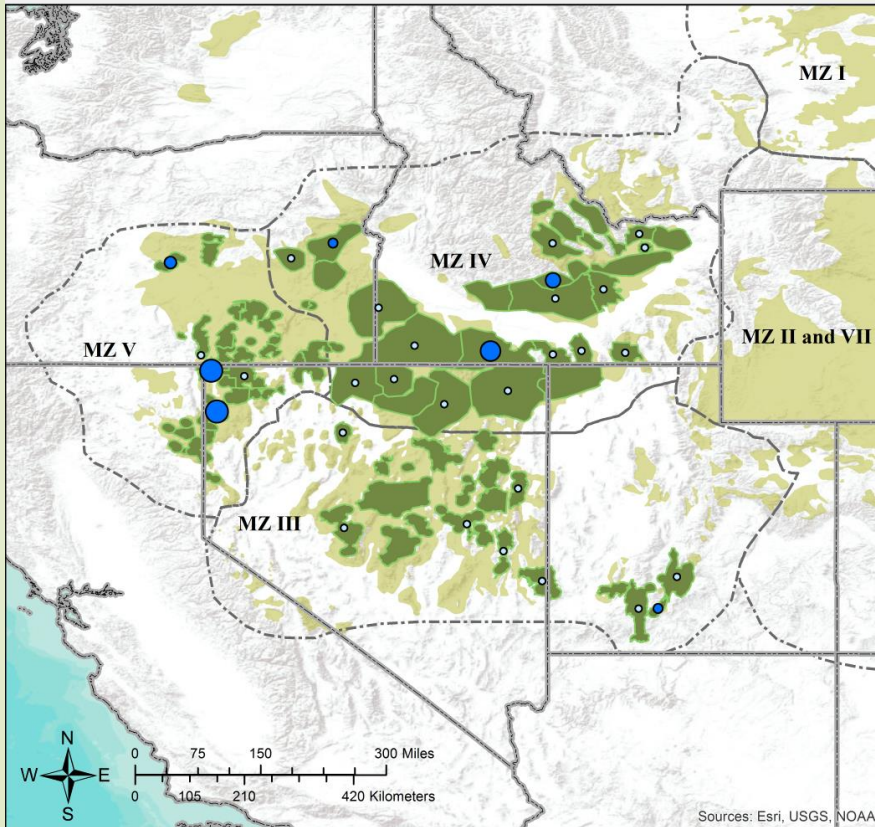 MZ I
MZ IV
MZ II and VII
MZ V
MZ III
N
W E
S
0 75 150 300 Miles
0 105 210 420 Kilometers
Sources: Esri, USGS, NOAA